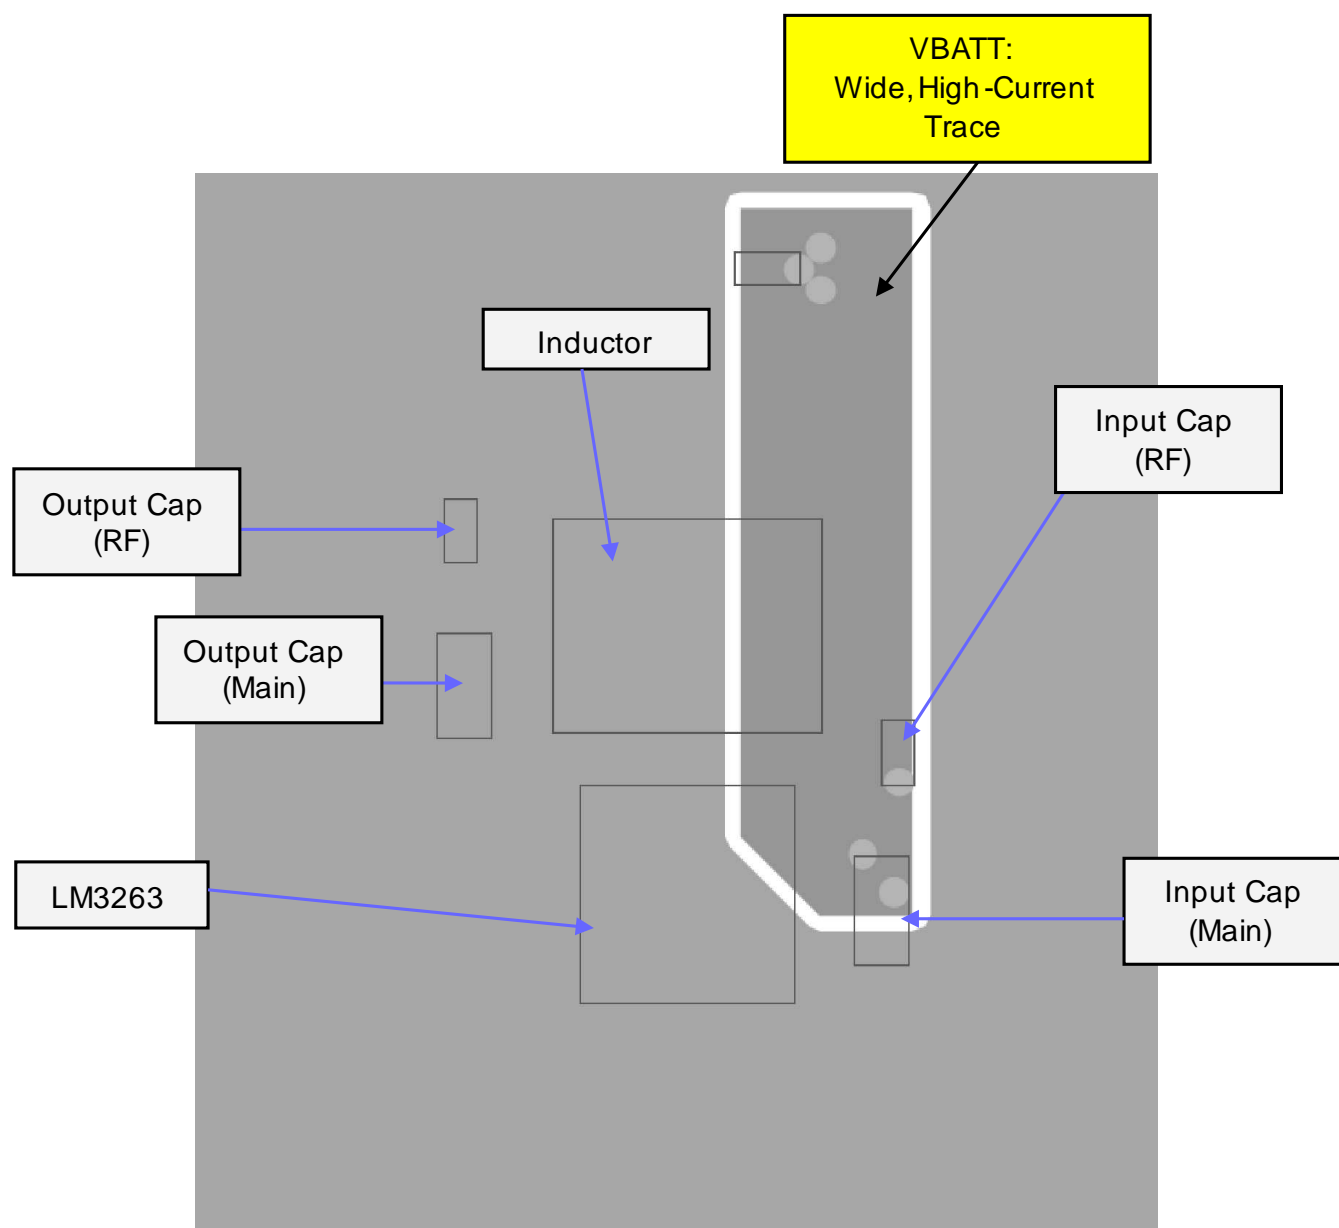 VBATT:
Wide, High-Current
Trace
Inductor
Input Cap
(RF)
Output Cap
(RF)
Output Cap
(Main)
LM3263
Input Cap
(Main)